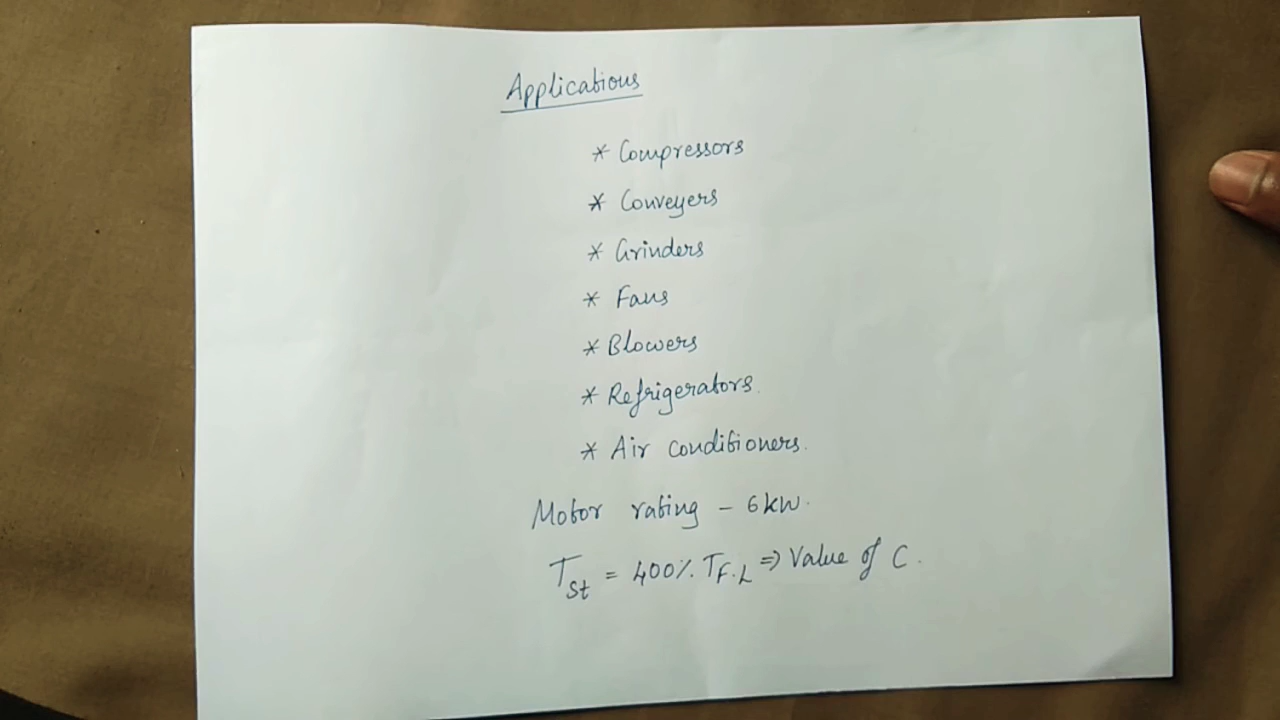 Applications
* Compressors
* Conveyers
* Grinders
* Fans
* Blowers
* Refrigerators.
* Air conditioners.
Motor rating - 6kW.
Tst = 400%. TF.L => Value of C.